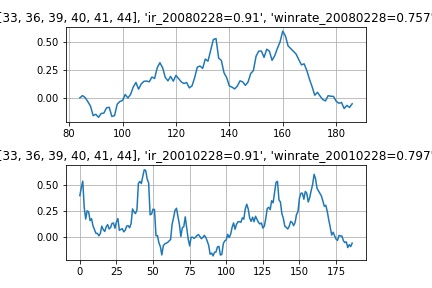 [33, 36, 39, 40, 41, 44], 'ir_20080228=0.91', 'winrate_20080228=0.757'
0.50
0.25
0.00
80 100 120 140 160 180
[33, 36, 39, 40, 41, 44], 'ir_20010228=0.91', 'winrate_20010228=0.797'
0.50
0.25
0.00
0 25 50 75 100 125 150 175